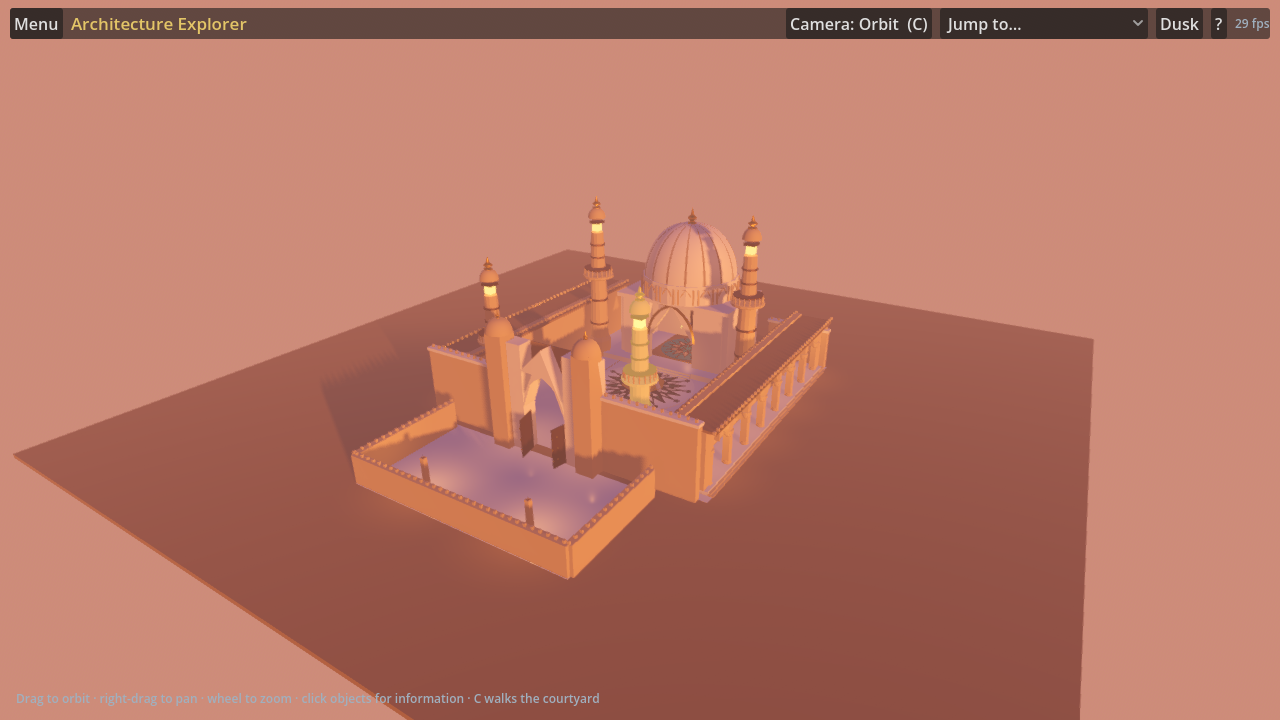 Menu Architecture Explorer Camera: Orbit (C) Jump to... Dusk ? 29 fps
Drag to orbit · right-drag to pan · wheel to zoom · click objects for information · C walks the courtyard